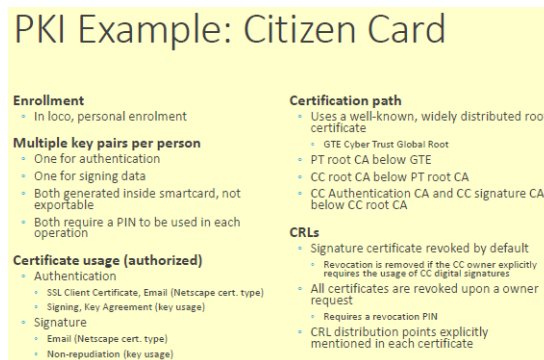 PKI Example: Citizen Card
Enrollment
In loco, personal enrolment
Multiple key pairs per person
One for authentication
One for signing data
Both generated inside smartcard, not
exportable
Both require a PIN to be used in each
operation
Certificate usage (authorized)
Authentication
SSL Client Certificate, Email (Netscape cert. type)
Signing, Key Agreement (key usage)
Signature
Email (Netscape cert. type)
Non-repudiation (key usage)
Certification path
Uses a well-known, widely distributed root
certificate
GTE Cyber Trust Global Root
PT root CA below GTE
CC root CA below PT root CA
CC Authentication CA and CC signature CA
below CC root CA
CRLs
Signature certificate revoked by default
Revocation is removed if the CC owner explicitly
requires the usage of CC digital signatures
All certificates are revoked upon a owner
request
Requires a revocation PIN
CRL distribution points explicitly
mentioned in each certificate